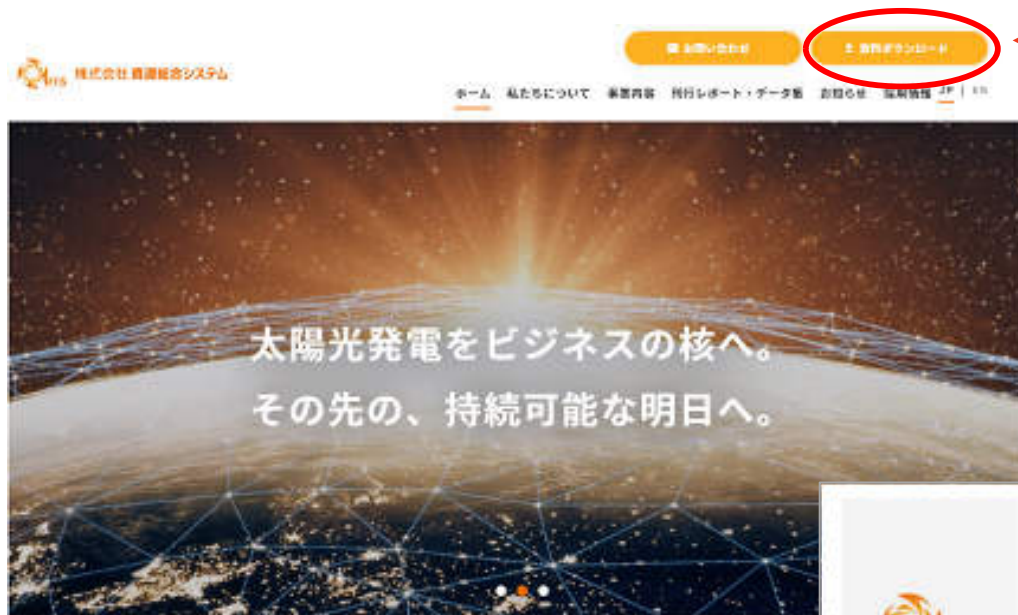 お問い合わせ
資料ダウンロード
株式会社 資源総合システム
ホーム 私たちについて 事業内容 刊行レポート・データ集 お知らせ 採用情報 JP | EN
太陽光発電をビジネスの核へ。
その先の、持続可能な明日へ。